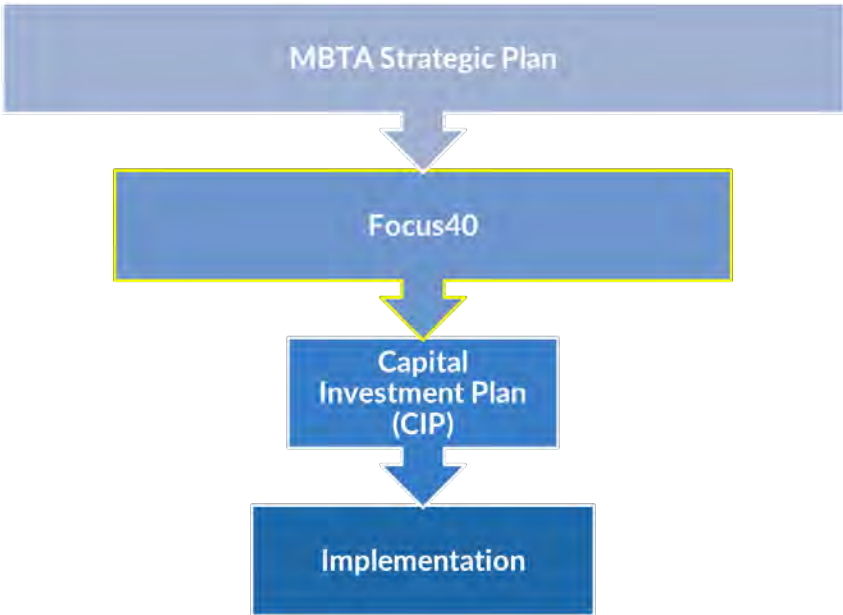 MBTA Strategic Plan
Focus40
Capital
Investment Plan
(CIP)
Implementation